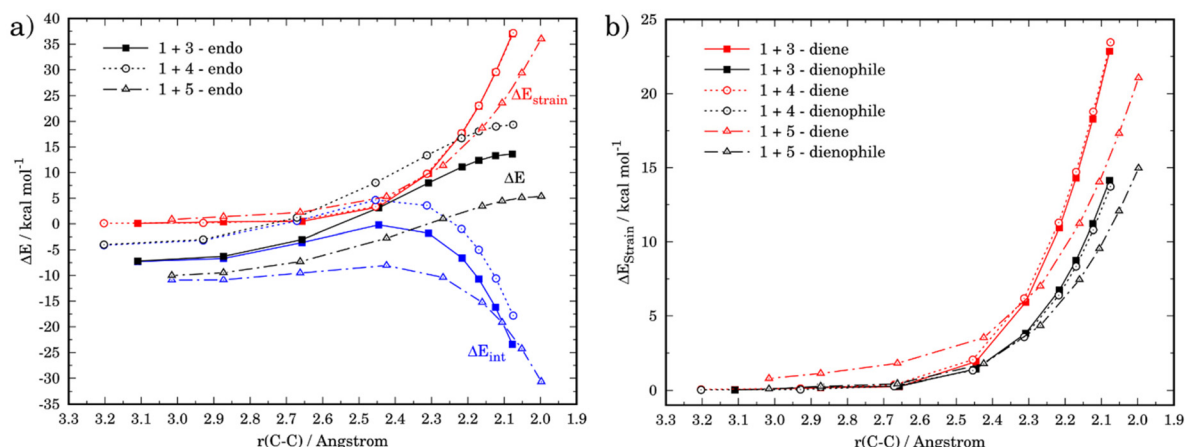 a)
ΔE / kcal mol⁻¹
40
35
30
25
20
15
10
5
0
-5
-10
-15
-20
-25
-30
-35
1 + 3 - endo
1 + 4 - endo
1 + 5 - endo
ΔE_strain
ΔE
ΔE_int
3.3 3.2 3.1 3.0 2.9 2.8 2.7 2.6 2.5 2.4 2.3 2.2 2.1 2.0 1.9
r(C-C) / Angstrom
b)
ΔE_Strain / kcal mol⁻¹
25
20
15
10
5
0
1 + 3 - diene
1 + 3 - dienophile
1 + 4 - diene
1 + 4 - dienophile
1 + 5 - diene
1 + 5 - dienophile
3.3 3.2 3.1 3.0 2.9 2.8 2.7 2.6 2.5 2.4 2.3 2.2 2.1 2.0 1.9
r(C-C) / Angstrom